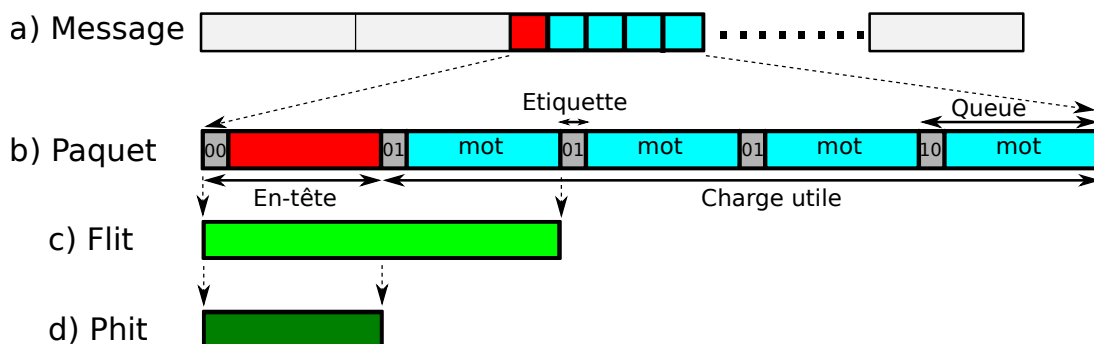 a) Message
Etiquette
Queue
b) Paquet
00
01
mot
01
mot
01
mot
10
mot
En-tête
Charge utile
c) Flit
d) Phit